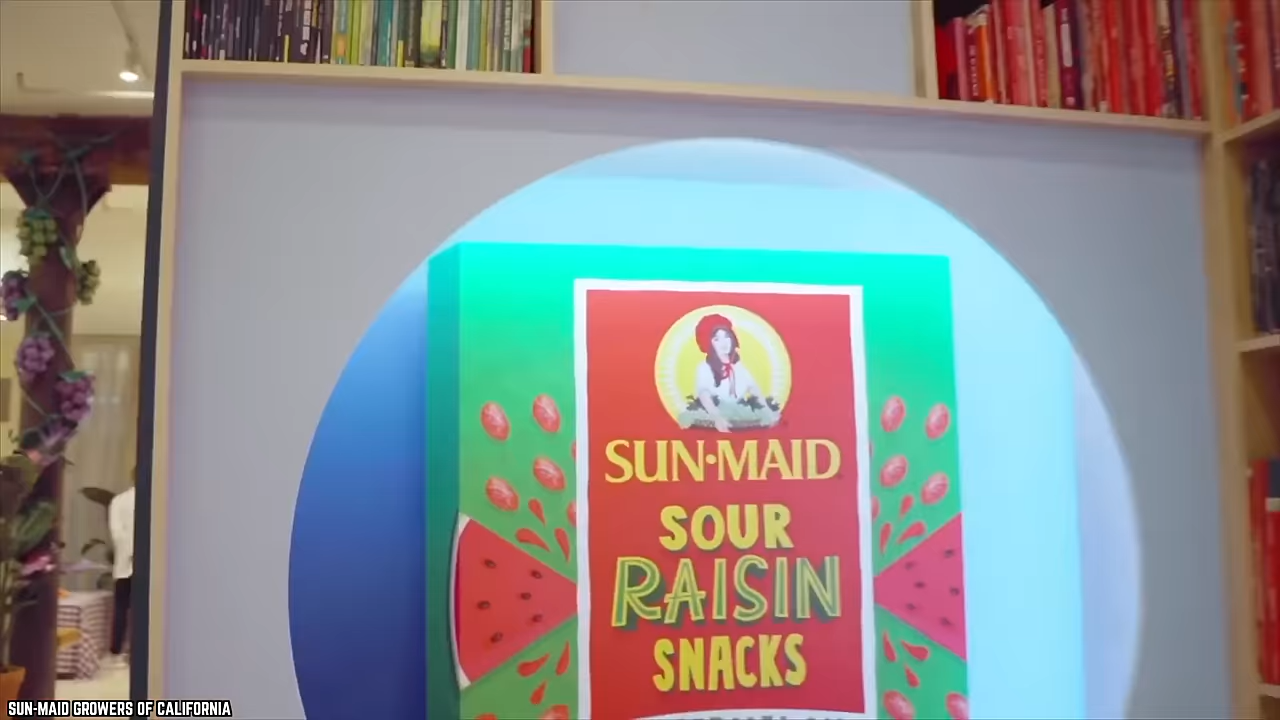 SUN-MAID
SOUR
RAISIN
SNACKS
SUN-MAID GROWERS OF CALIFORNIA